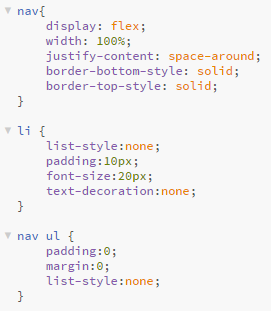 nav{
display: flex;
width: 100%;
justify-content: space-around;
border-bottom-style: solid;
border-top-style: solid;
}
li {
list-style:none;
padding:10px;
font-size:20px;
text-decoration:none;
}
nav ul {
padding:0;
margin:0;
list-style:none;
}